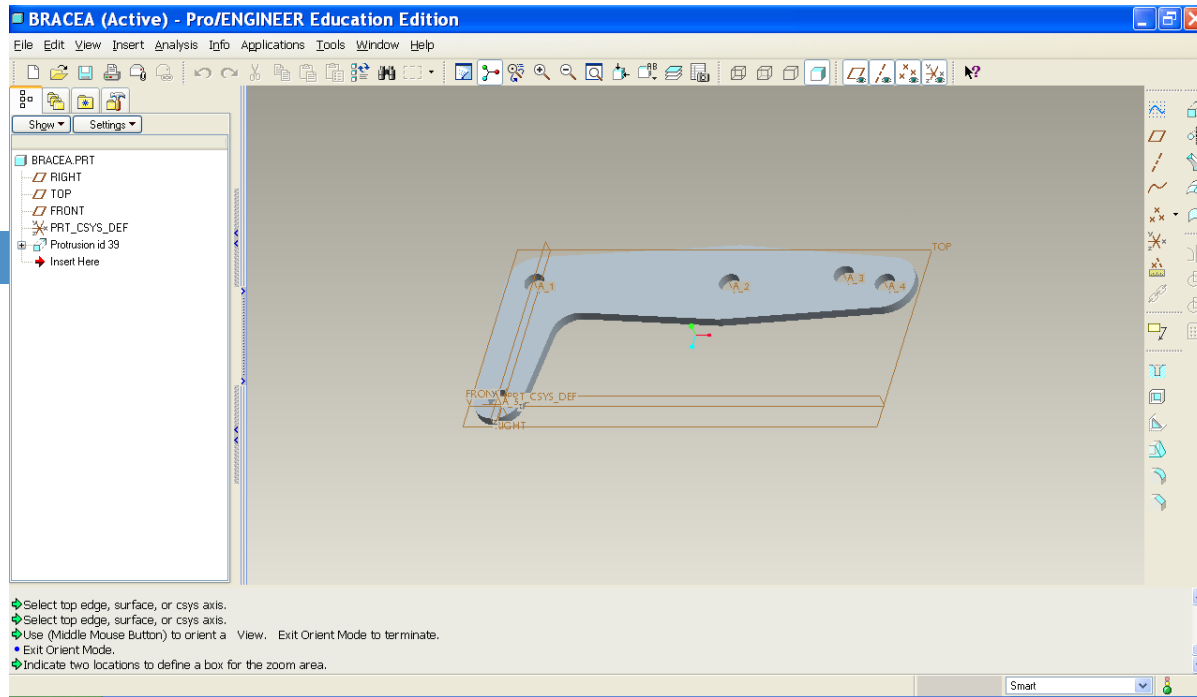 BRACEA (Active) - Pro/ENGINEER Education Edition
File Edit View Insert Analysis Info Applications Tools Window Help
Show Settings
BRACEA.PRT
RIGHT
TOP
FRONT
PRT_CSYS_DEF
Protrusion id 39
Insert Here
TOP
A_1
A_2
A_3
A_4
FRONT
PRT_CSYS_DEF
RIGHT
Select top edge, surface, or csys axis.
Select top edge, surface, or csys axis.
Use (Middle Mouse Button) to orient a View. Exit Orient Mode to terminate.
Exit Orient Mode.
Indicate two locations to define a box for the zoom area.
Smart